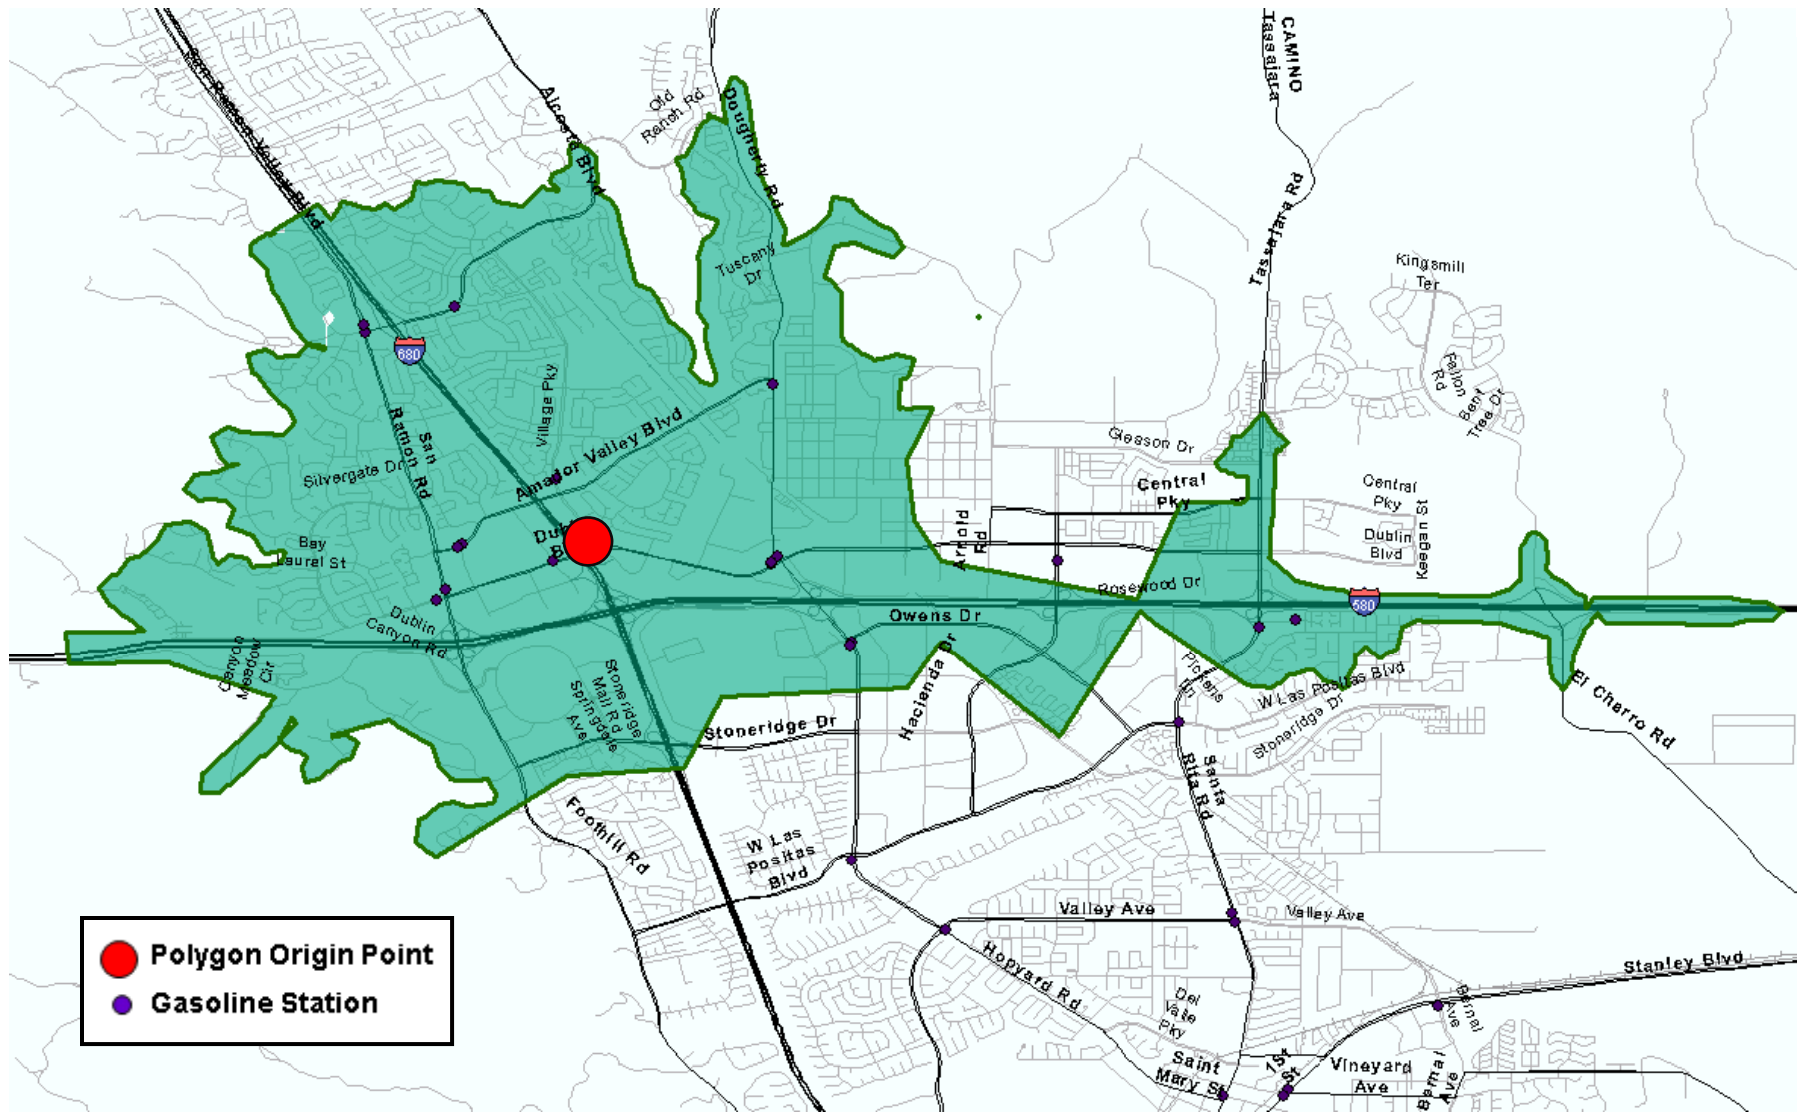 San Ramon Valley Blvd
Alcosta Blvd
Old
Ranch Rd
Dougherty Rd
CAMINO
Tassajara
Tassajara Rd
Tuscany
Dr
Kingsmill
Ter
Fallon
Rd
Bent
Tree Dr
680
Village Pky
San
Ramon Rd
Amador Valley Blvd
Silvergate Dr
Gleason Dr
Central
Pky
Central
Pky
Dublin
Blvd
Keegan St
Arnold
Rd
Bay
Laurel St
Rosewood Dr
580
Owens Dr
Dublin
Canyon Rd
Canyon
Meadow
Cir
Stoneridge
Mall Rd
Springdale
Ave
Hacienda Dr
Pickens
Ln
W Las Positas Blvd
Stoneridge Dr
Stoneridge Dr
El Charro Rd
Santa
Rita Rd
Foothill Rd
W Las
Positas
Blvd
Valley Ave
Valley Ave
Hopyard Rd
Stanley Blvd
Bernal
Ave
Del
Valle
Pky
Saint
Mary St
1St
St
Vineyard
Ave
Bernal
Ave
Polygon Origin Point
Gasoline Station